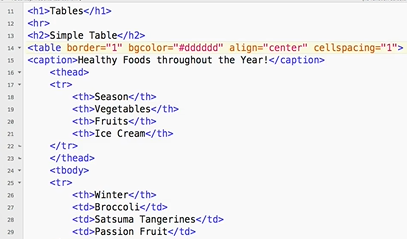 11 <h1>Tables</h1>
12 <hr>
13 <h2>Simple Table</h2>
14 <table border="1" bgcolor="#dddddd" align="center" cellspacing="1">
15 <caption>Healthy Foods throughout the Year!</caption>
16 <thead>
17 <tr>
18 <th>Season</th>
19 <th>Vegetables</th>
20 <th>Fruits</th>
21 <th>Ice Cream</th>
22 </tr>
23 </thead>
24 <tbody>
25 <tr>
26 <th>Winter</th>
27 <td>Broccoli</td>
28 <td>Satsuma Tangerines</td>
29 <td>Passion Fruit</td>